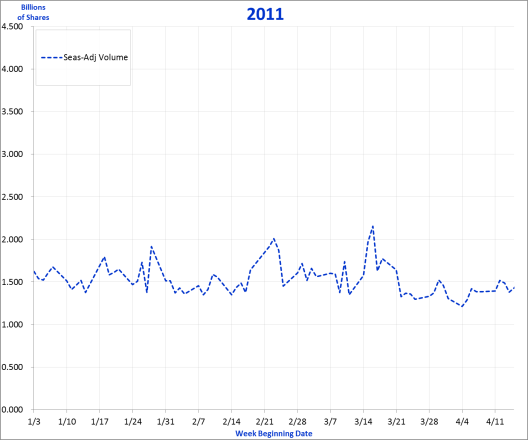 Billions
of Shares
2011
4.500
Seas-Adj Volume
4.000
3.500
3.000
2.500
2.000
1.500
1.000
0.500
0.000
1/3 1/10 1/17 1/24 1/31 2/7 2/14 2/21 2/28 3/7 3/14 3/21 3/28 4/4 4/11
Week Beginning Date